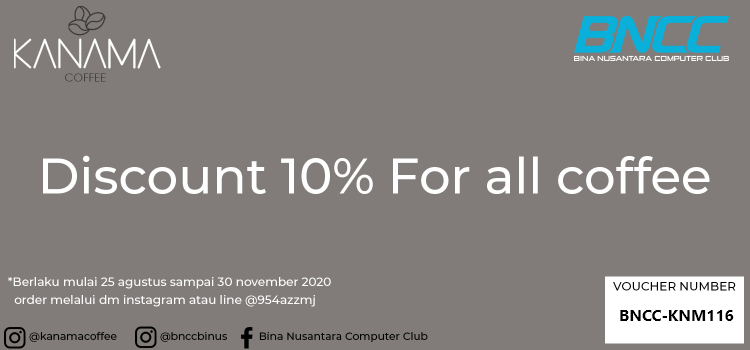 KANAMA
COFFEE
BNCC
BINA NUSANTARA COMPUTER CLUB
Discount 10% For all coffee
*Berlaku mulai 25 agustus sampai 30 november 2020
order melalui dm instagram atau line @954azzmj
VOUCHER NUMBER
BNCC-KNM116
@kanamacoffee @bnccbinus Bina Nusantara Computer Club